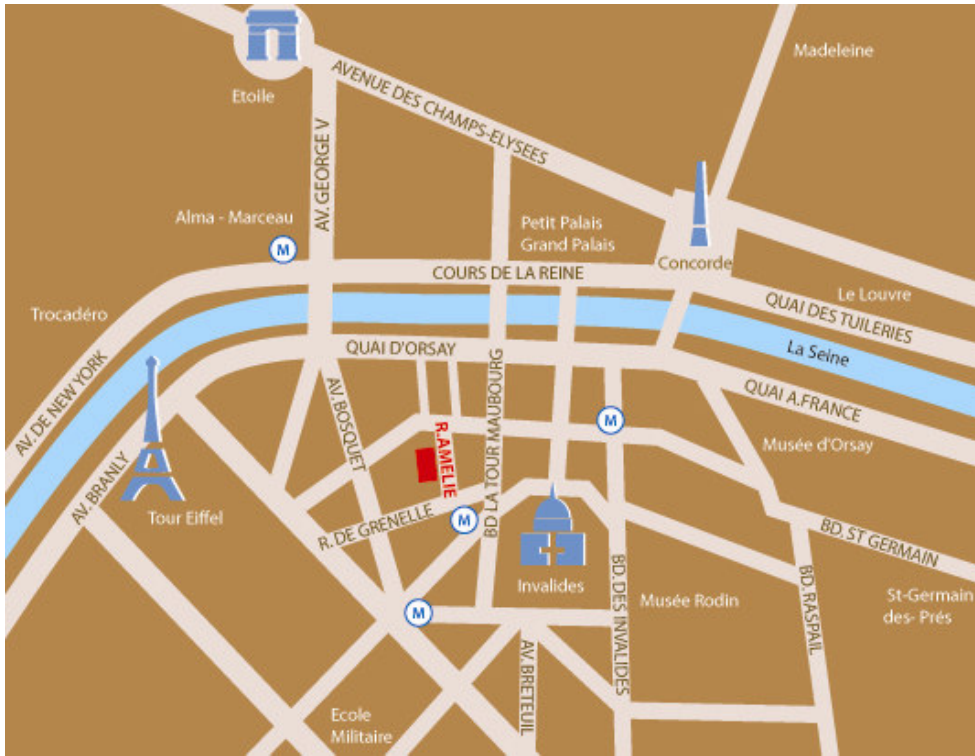 Madeleine
AVENUE DES CHAMPS-ELYSEES
Etoile
AV. GEORGE V
Alma - Marceau
M
Petit Palais
Grand Palais
Concorde
COURS DE LA REINE
Le Louvre
QUAI DES TUILERIES
Trocadéro
La Seine
QUAI D'ORSAY
AV. DE NEW YORK
QUAI A.FRANCE
AV. BOSQUET
BD LA TOUR MAUBOURG
M
R.AMELIE
Musée d'Orsay
AV. BRANLY
Tour Eiffel
R. DE GRENELLE
M
BD. ST GERMAIN
Invalides
BD. DES INVALIDES
Musée Rodin
BD. RASPAIL
St-Germain
des- Prés
M
AV. BRETEUIL
Ecole
Militaire